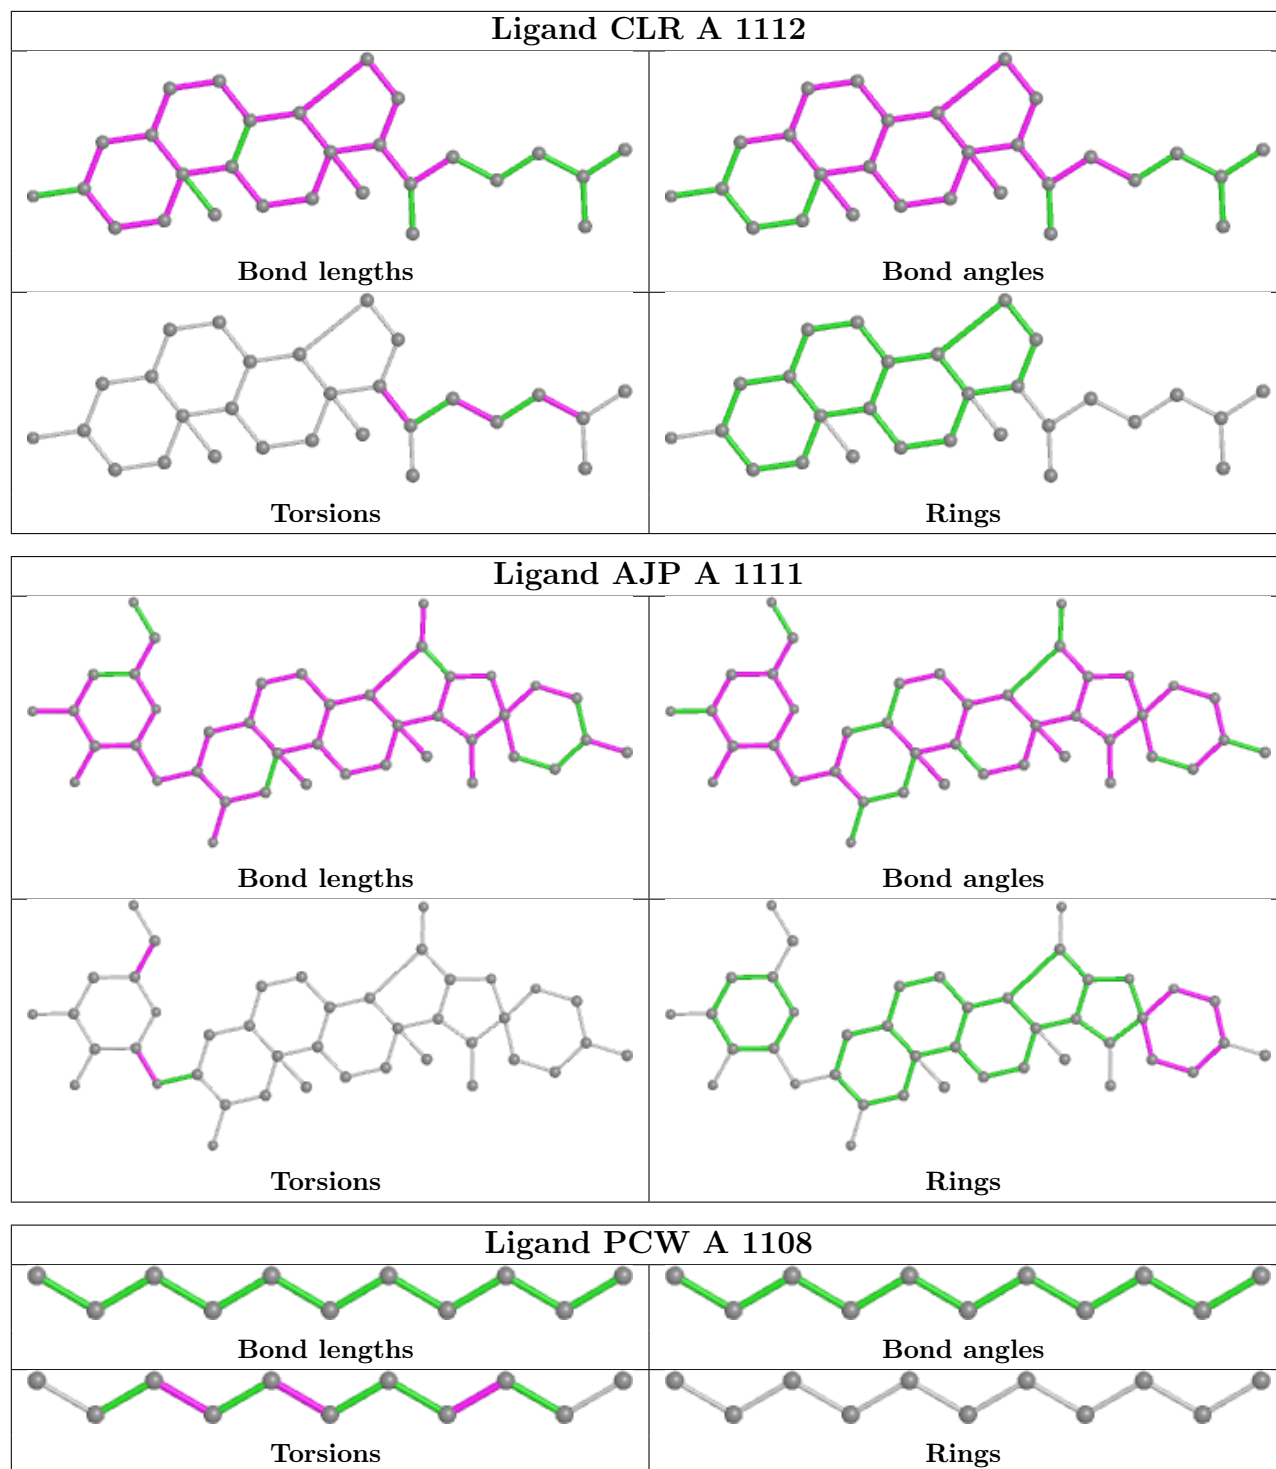 Ligand CLR A 1112
Bond lengths
Bond angles
Torsions
Rings
Ligand AJP A 1111
Bond lengths
Bond angles
Torsions
Rings
Ligand PCW A 1108
Bond lengths
Bond angles
Torsions
Rings